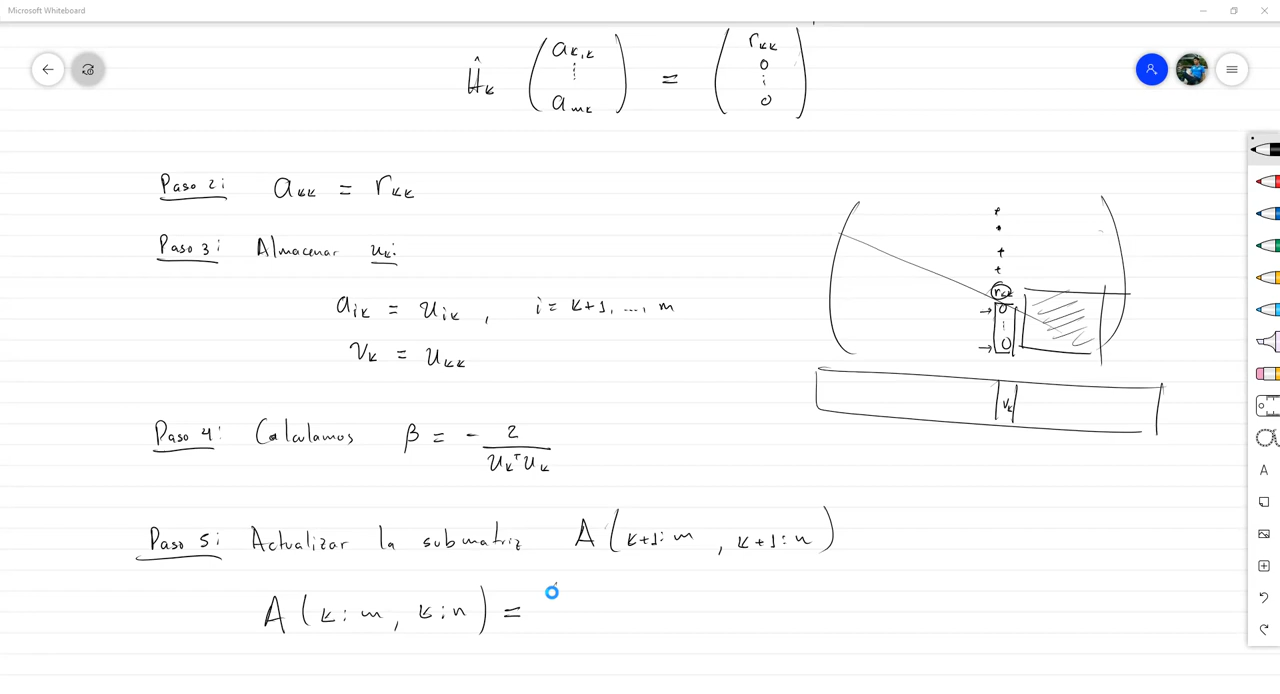 Microsoft Whiteboard
Ĥₖ ( aₖ,ₖ ⋮ aₘₖ ) = ( rₖₖ 0 ⋮ 0 )
Paso 2: aₖₖ = rₖₖ
Paso 3: Almacenar uₖ:
aᵢₖ = uᵢₖ , i = k+1, ..., m
vₖ = uₖₖ
rₖₖ
0
⋮
0
vₖ
Paso 4: Calculamos β = - 2 / uₖᵀuₖ
Paso 5: Actualizar la submatriz A(k+1:m , k+1:n)
A(k:m, k:n) =
A